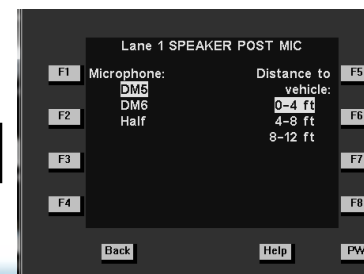 Lane 1 SPEAKER POST MIC
F1 Microphone: Distance to F5
DM5 vehicle:
DM6 0-4 ft
F2 Half 4-8 ft F6
8-12 ft
F3 F7
F4 F8
Back Help PW